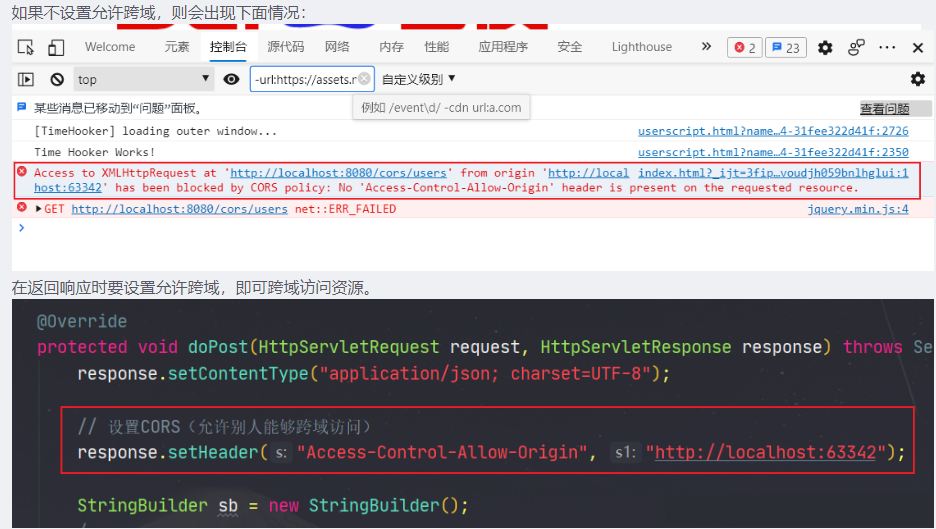 如果不设置允许跨域，则会出现下面情况：
Welcome 元素 控制台 源代码 网络 内存 性能 应用程序 安全 Lighthouse » 2 23
top -url:https://assets.r 自定义级别
例如 /event\d/ -cdn url:a.com
某些消息已移动到“问题”面板。 查看问题
[TimeHooker] loading outer window... userscript.html?name…4-31fee322d41f:2726
Time Hooker Works! userscript.html?name…4-31fee322d41f:2350
Access to XMLHttpRequest at 'http://localhost:8080/cors/users' from origin 'http://local index.html?_ijt=3fip…voudjh059bnlhglui:1
host:63342' has been blocked by CORS policy: No 'Access-Control-Allow-Origin' header is present on the requested resource.
GET http://localhost:8080/cors/users net::ERR_FAILED jquery.min.js:4
在返回响应时要设置允许跨域，即可跨域访问资源。
@Override
protected void doPost(HttpServletRequest request, HttpServletResponse response) throws Se
response.setContentType("application/json; charset=UTF-8");
// 设置CORS（允许别人能够跨域访问）
response.setHeader( s: "Access-Control-Allow-Origin", s1: "http://localhost:63342");
StringBuilder sb = new StringBuilder();